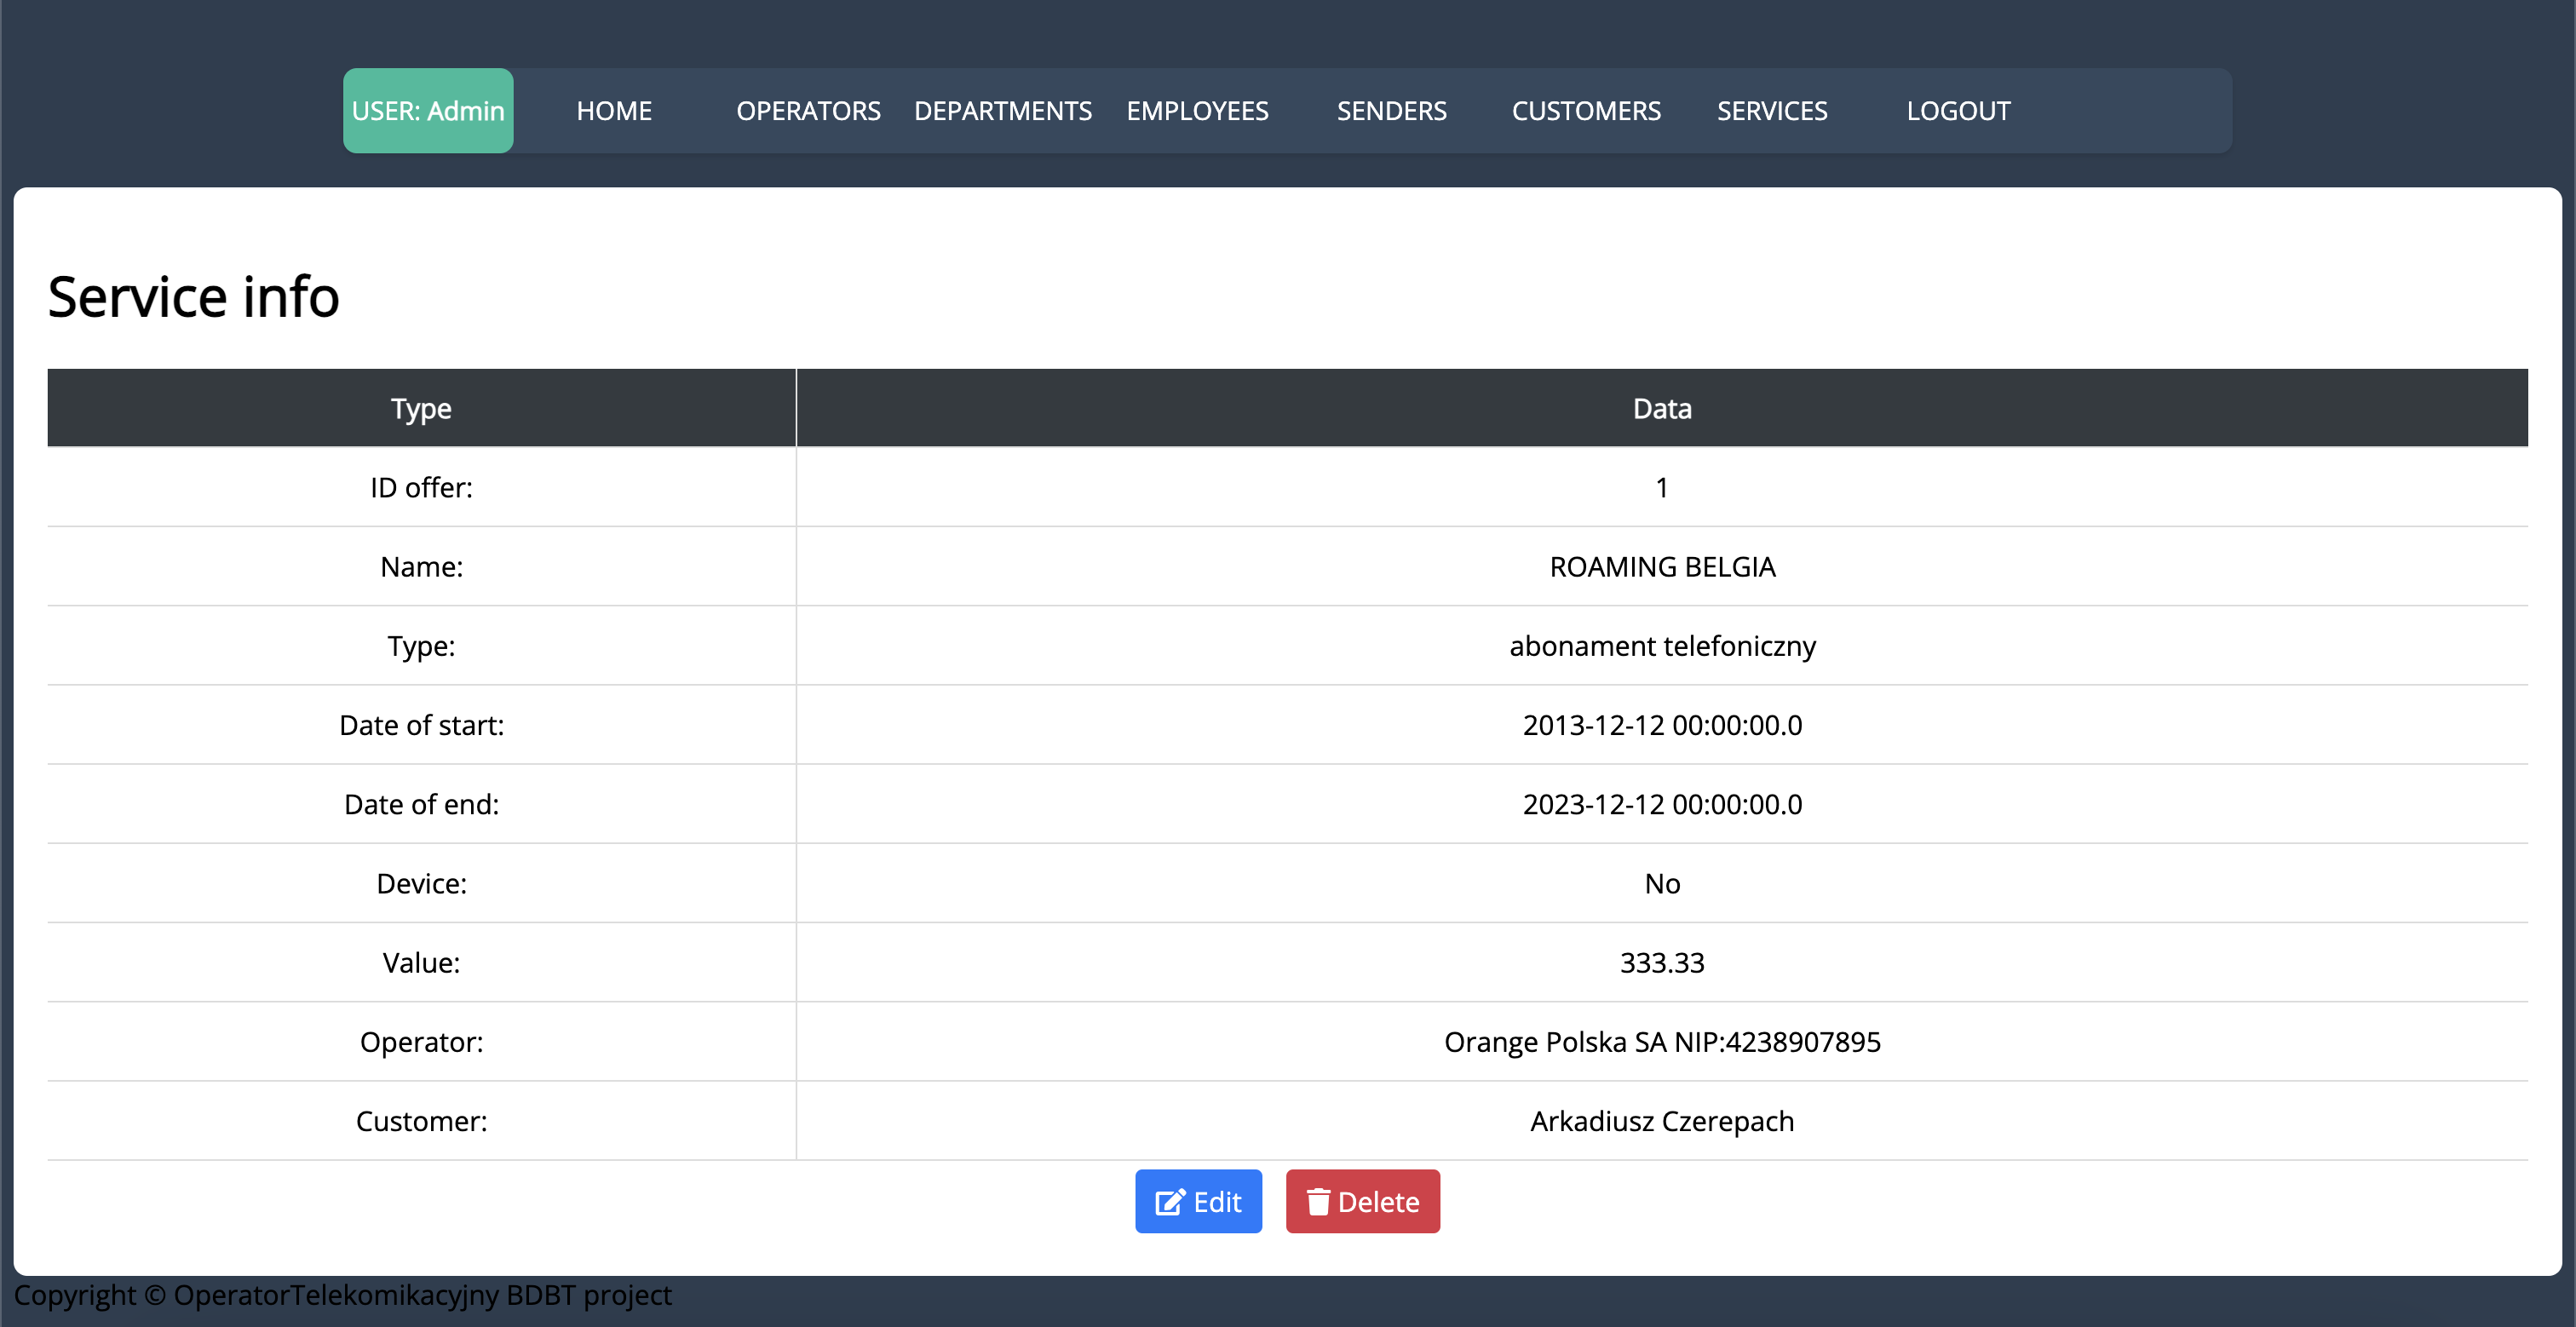 USER: Admin HOME OPERATORS DEPARTMENTS EMPLOYEES SENDERS CUSTOMERS SERVICES LOGOUT
Service info
Type Data
ID offer: 1
Name: ROAMING BELGIA
Type: abonament telefoniczny
Date of start: 2013-12-12 00:00:00.0
Date of end: 2023-12-12 00:00:00.0
Device: No
Value: 333.33
Operator: Orange Polska SA NIP:4238907895
Customer: Arkadiusz Czerepach
Edit Delete
Copyright © OperatorTelekomikacyjny BDBT project